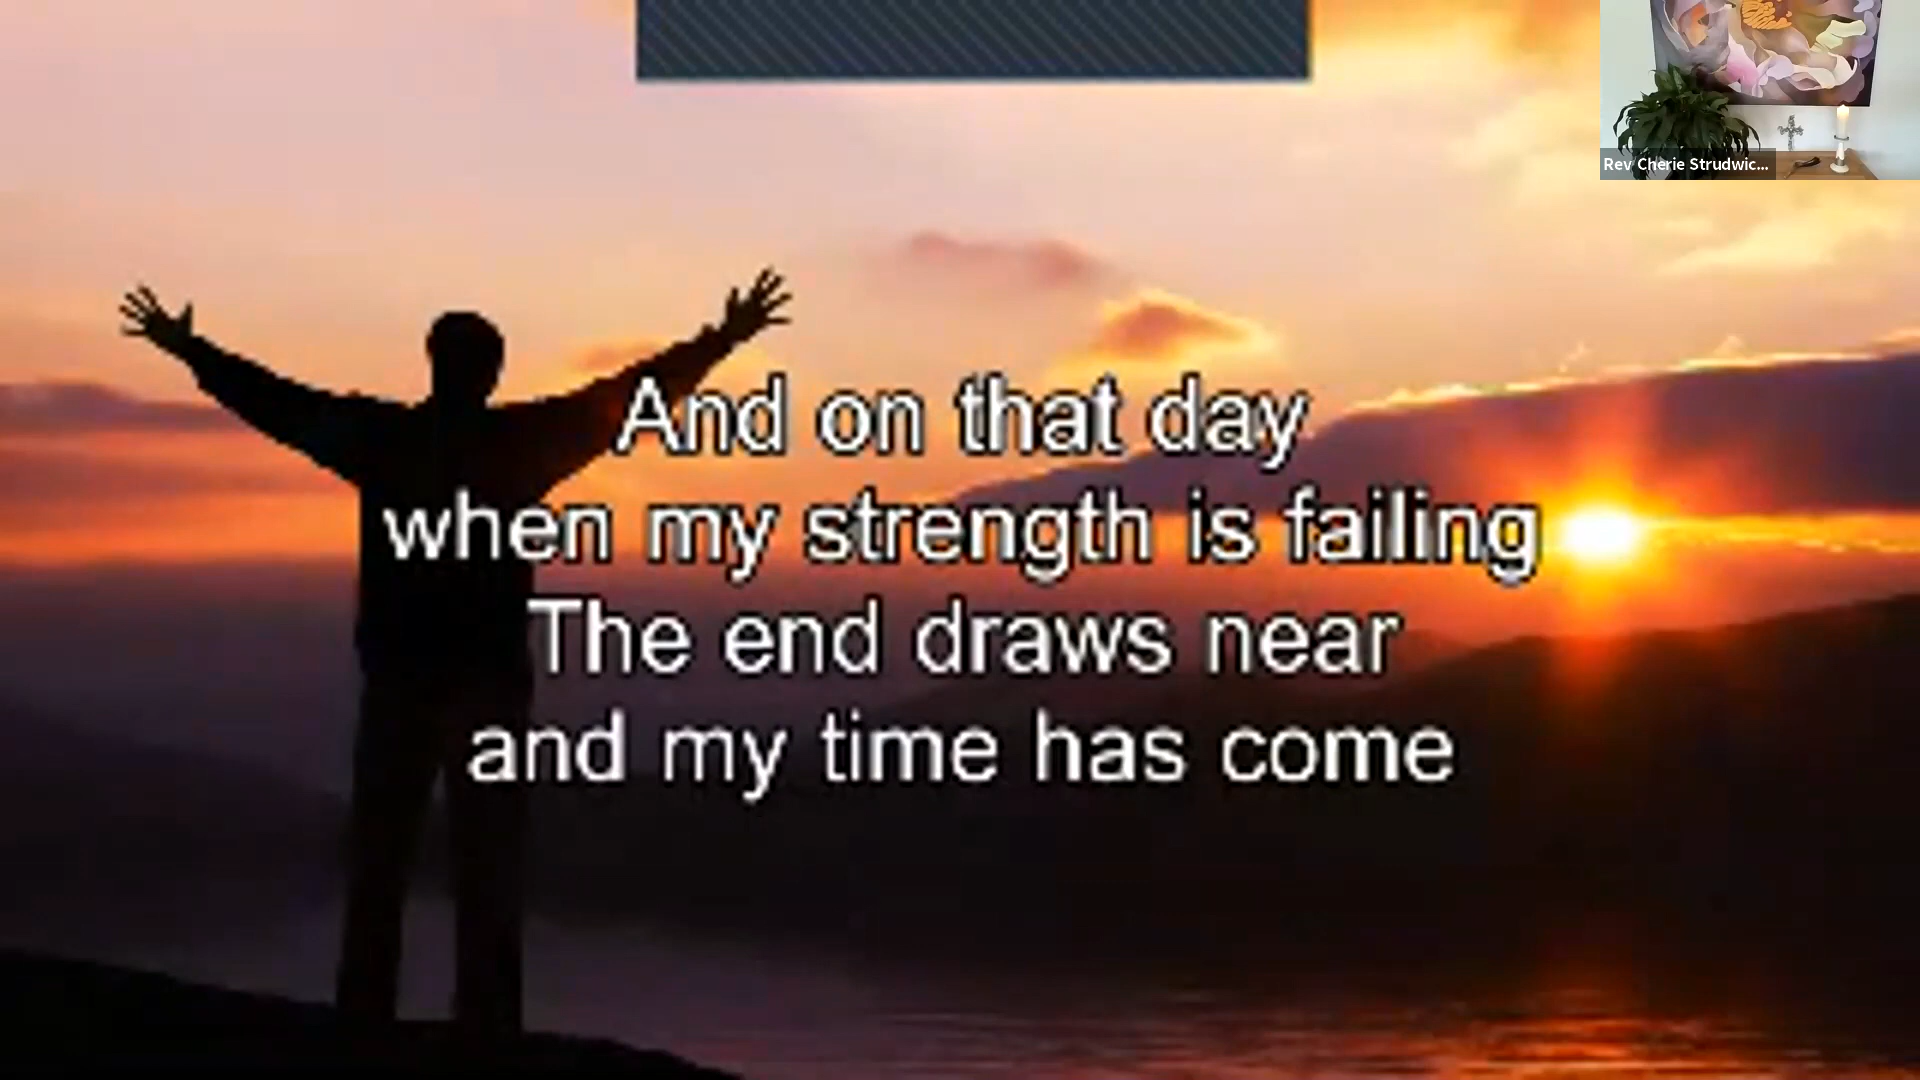 Rev Cherie Strudwic...
And on that day
when my strength is failing
The end draws near
and my time has come